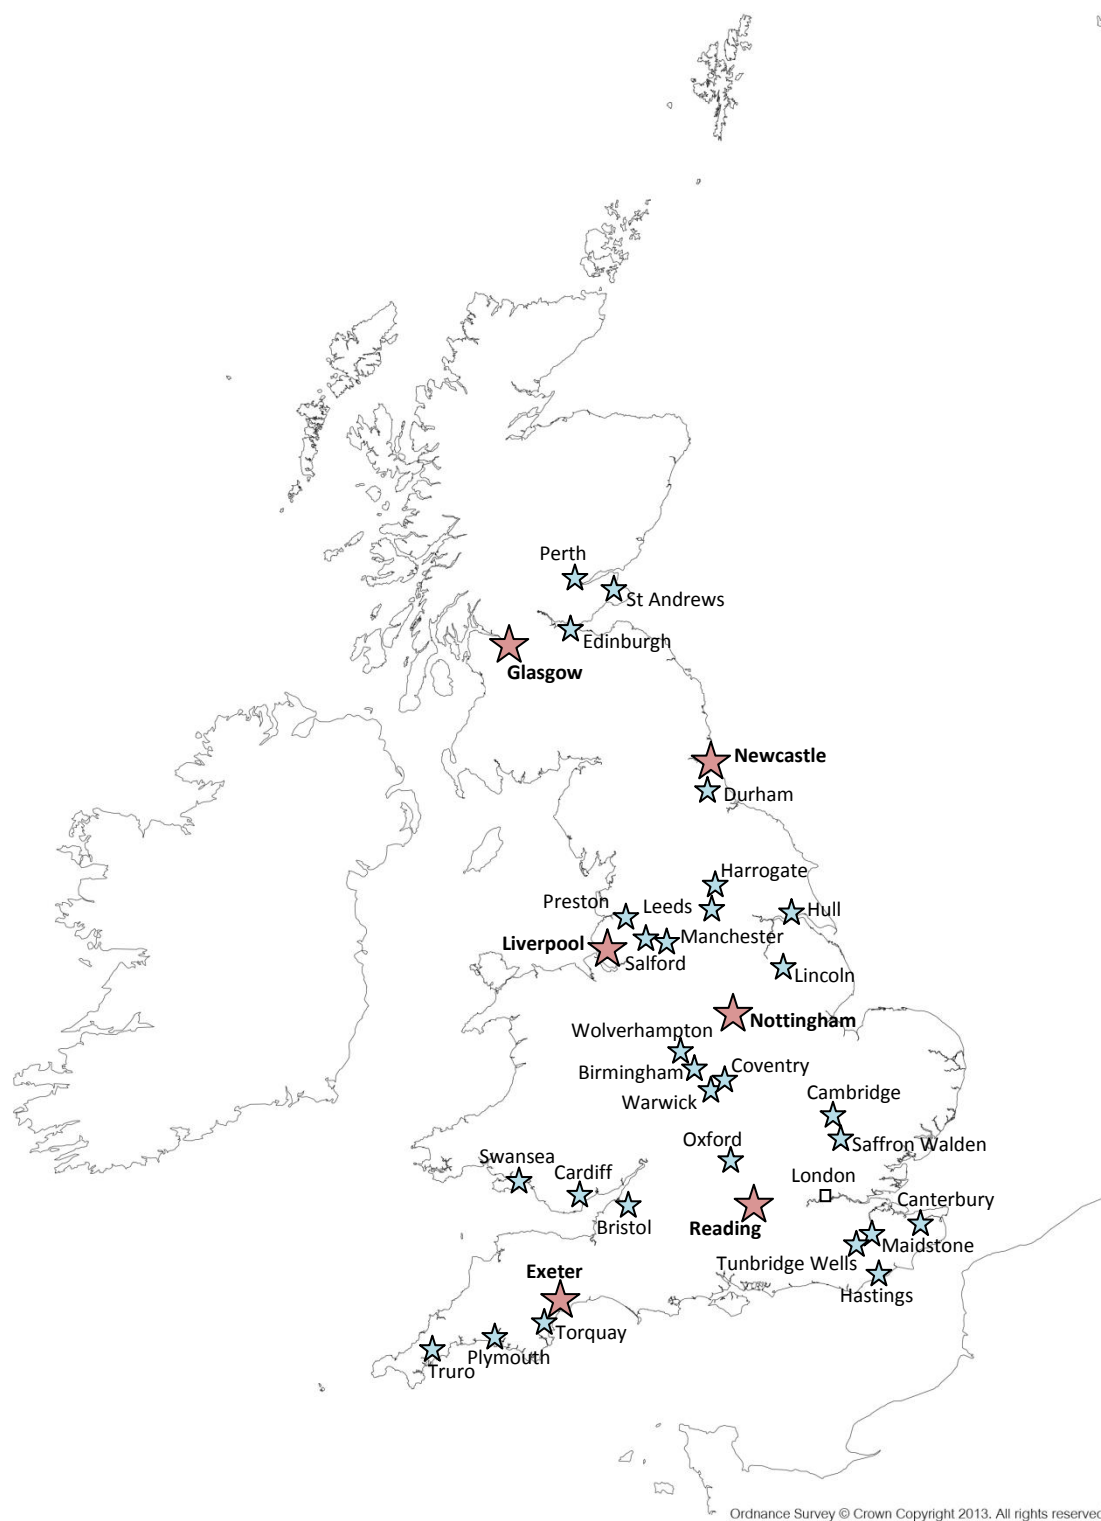 Perth
St Andrews
Edinburgh
Glasgow
Newcastle
Durham
Harrogate
Preston
Leeds
Hull
Liverpool
Manchester
Salford
Lincoln
Nottingham
Wolverhampton
Birmingham
Coventry
Warwick
Cambridge
Oxford
Saffron Walden
Swansea
Cardiff
London
Canterbury
Bristol
Reading
Maidstone
Tunbridge Wells
Exeter
Hastings
Torquay
Plymouth
Truro
Ordnance Survey © Crown Copyright 2013. All rights reserved